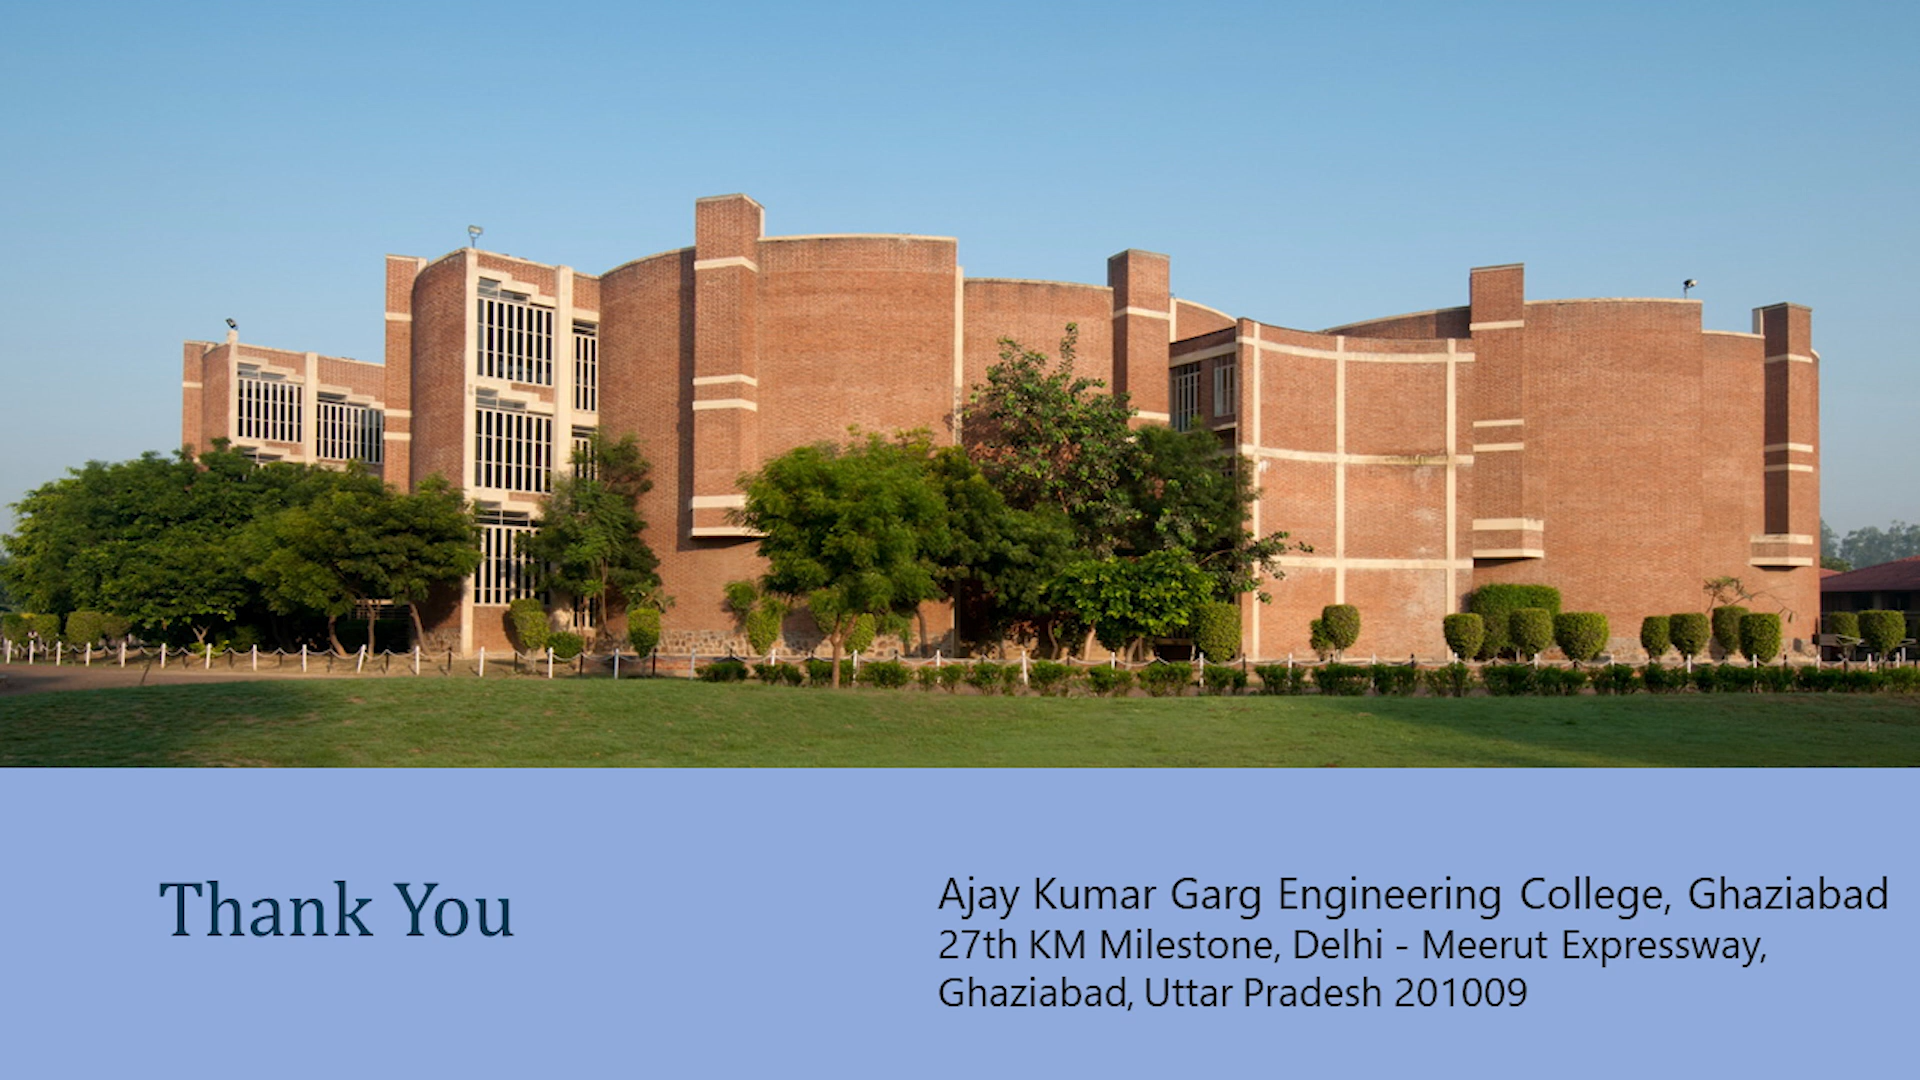 Thank You
Ajay Kumar Garg Engineering College, Ghaziabad
27th KM Milestone, Delhi - Meerut Expressway,
Ghaziabad, Uttar Pradesh 201009